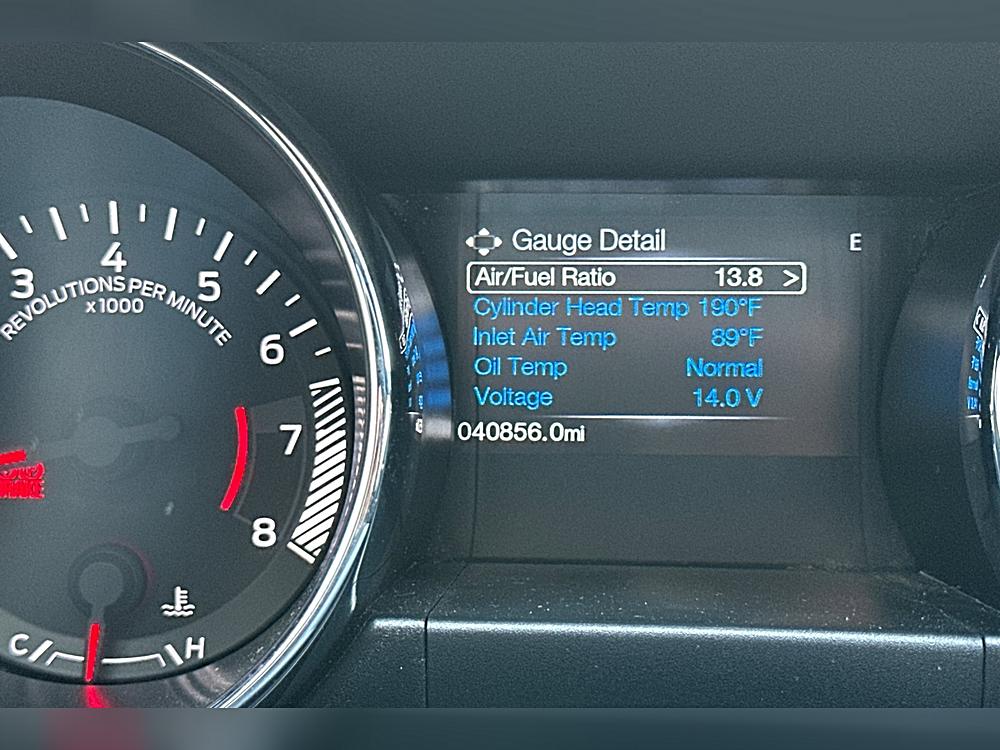 3
4
5
6
7
8
REVOLUTIONS PER MINUTE
x1000
C
H
Gauge Detail E
Air/Fuel Ratio 13.8 >
Cylinder Head Temp 190°F
Inlet Air Temp 89°F
Oil Temp Normal
Voltage 14.0 V
040856.0mi